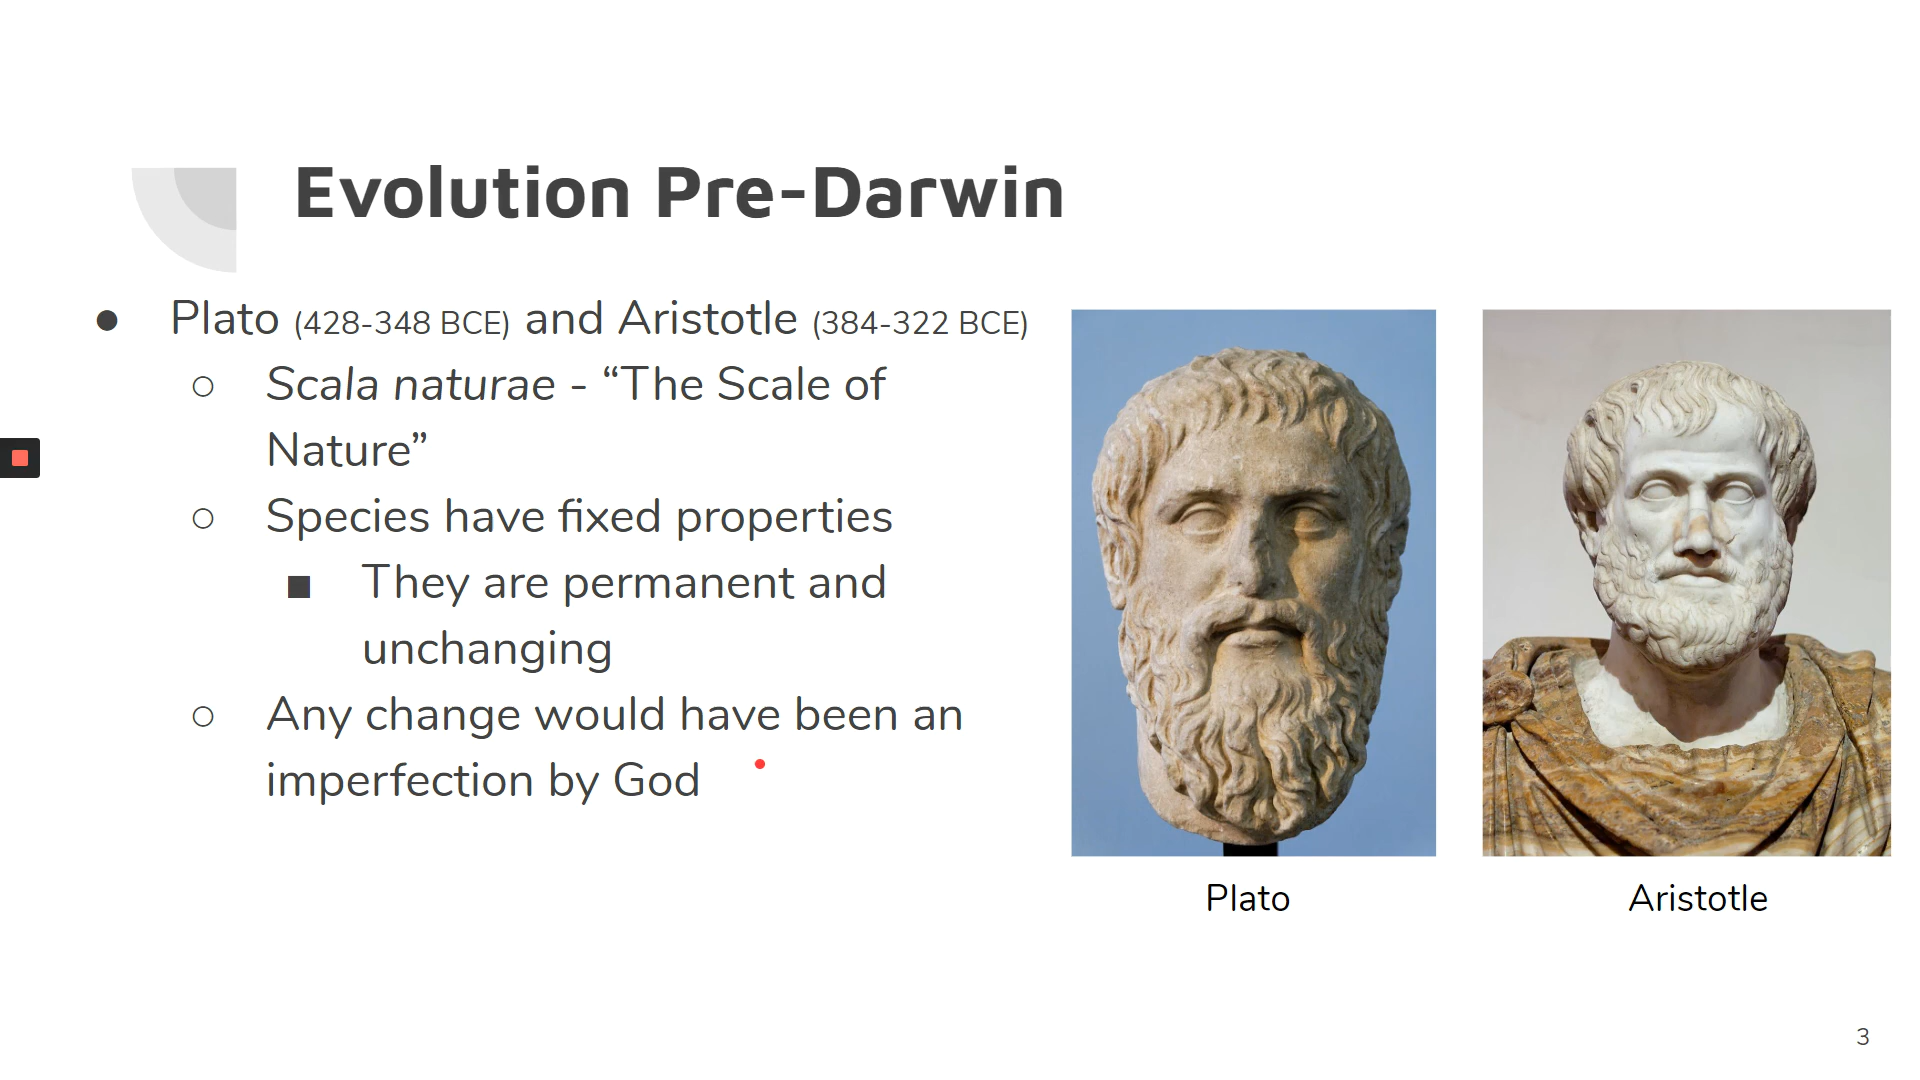 Evolution Pre-Darwin
● Plato (428-348 BCE) and Aristotle (384-322 BCE)
○ Scala naturae - “The Scale of
Nature”
○ Species have fixed properties
■ They are permanent and
unchanging
○ Any change would have been an
imperfection by God
Plato
Aristotle
3